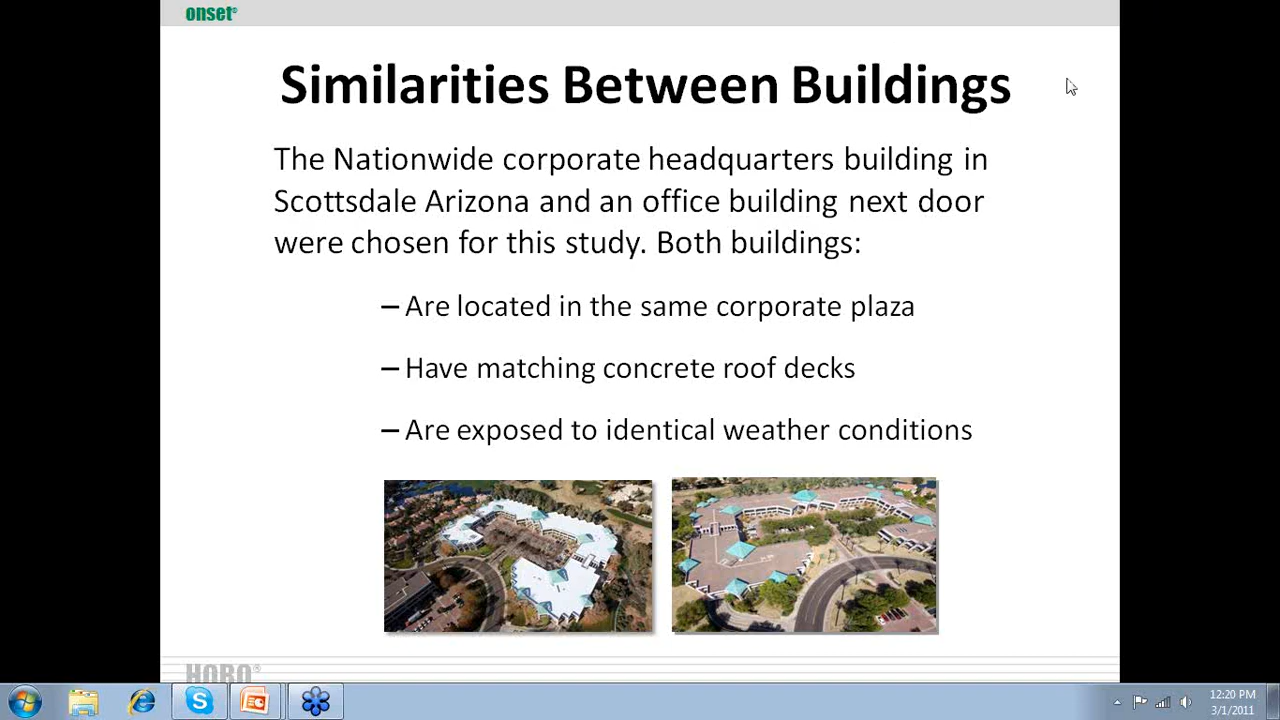 onset®
Similarities Between Buildings
The Nationwide corporate headquarters building in
Scottsdale Arizona and an office building next door
were chosen for this study. Both buildings:
– Are located in the same corporate plaza
– Have matching concrete roof decks
– Are exposed to identical weather conditions
HOBO®
12:20 PM
3/1/2011